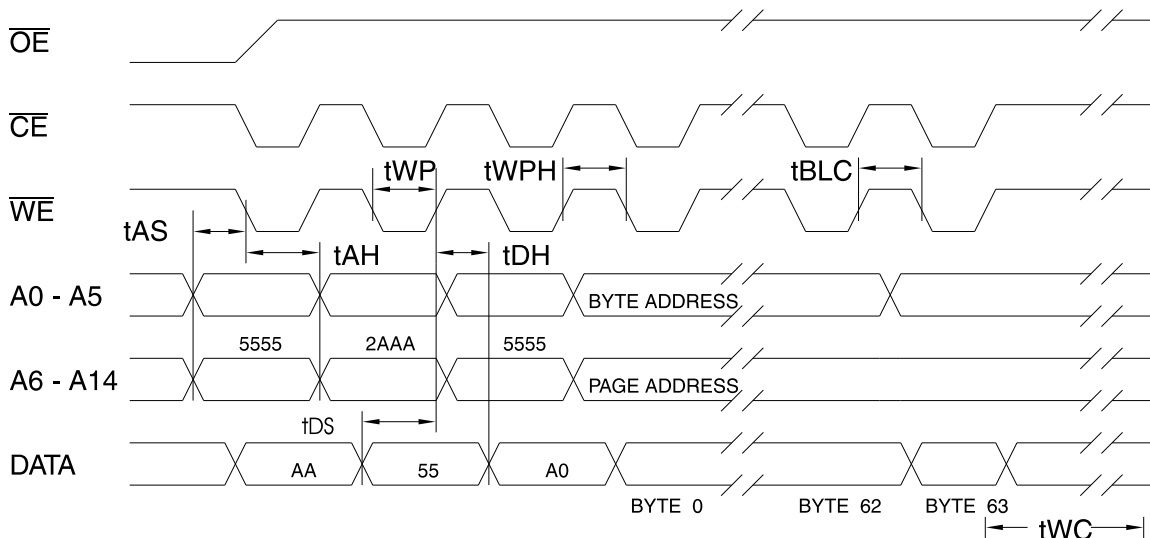 OE
CE
tWP tWPH tBLC
WE
tAS
tAH tDH
A0 - A5 BYTE ADDRESS
5555 2AAA 5555
A6 - A14 PAGE ADDRESS
tDS
DATA AA 55 A0
BYTE 0 BYTE 62 BYTE 63
tWC